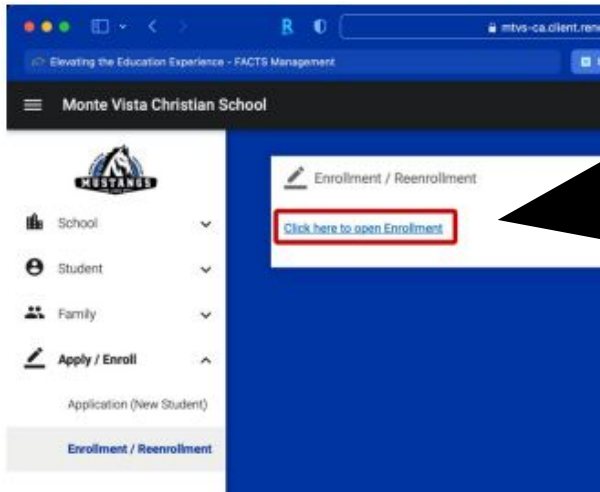 mtvs-ca.client.ren
Elevating the Education Experience - FACTS Management
Monte Vista Christian School
MUSTANGS
Enrollment / Reenrollment
Click here to open Enrollment
School
Student
Family
Apply / Enroll
Application (New Student)
Enrollment / Reenrollment